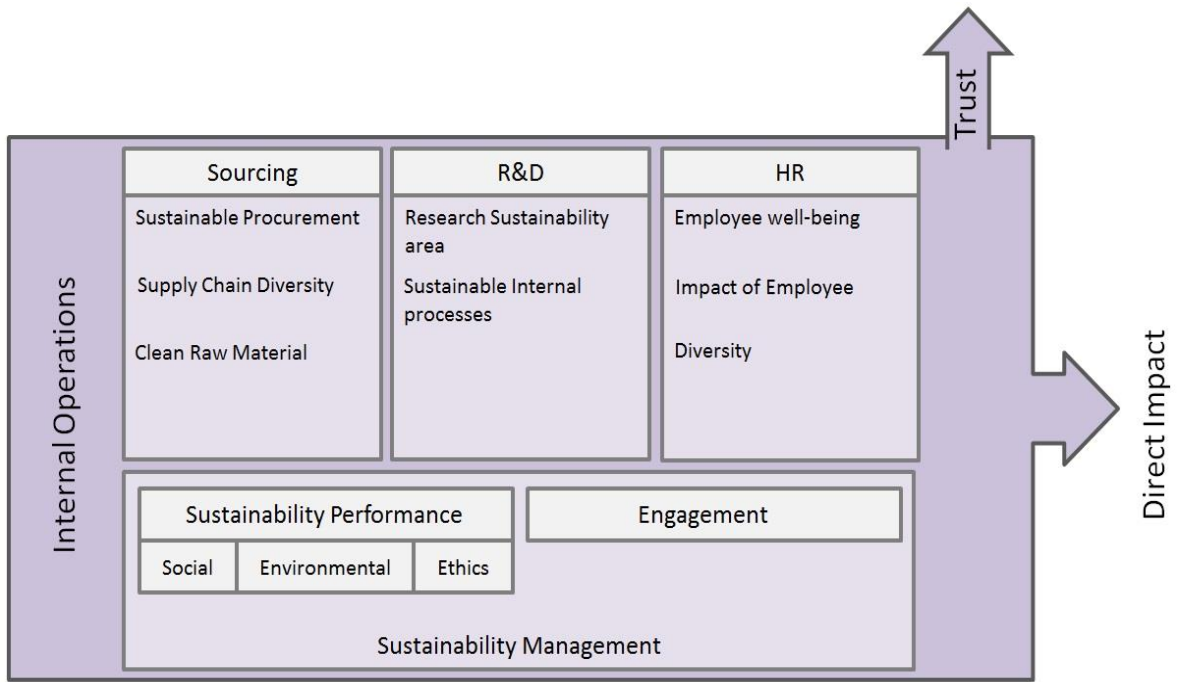 Trust
Internal Operations
Sourcing
Sustainable Procurement
Supply Chain Diversity
Clean Raw Material
R&D
Research Sustainability
area
Sustainable Internal
processes
HR
Employee well-being
Impact of Employee
Diversity
Direct Impact
Sustainability Performance
Social
Environmental
Ethics
Engagement
Sustainability Management